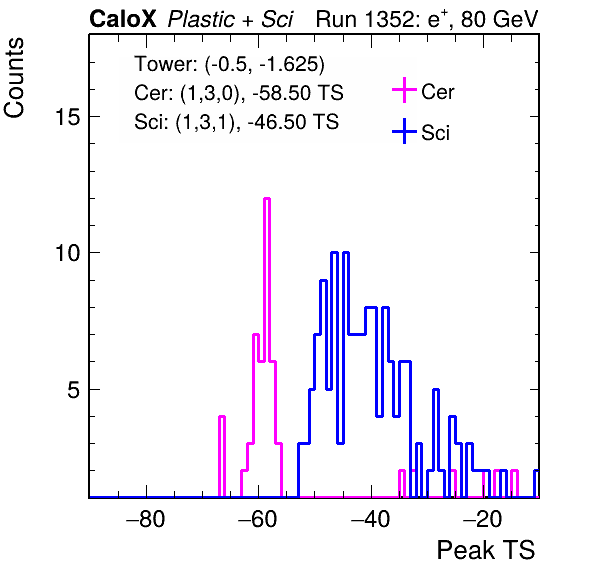 CaloX Plastic + Sci Run 1352: e+, 80 GeV
Tower: (-0.5, -1.625)
Cer: (1,3,0), -58.50 TS
Sci: (1,3,1), -46.50 TS
Cer
Sci
Counts
15
10
5
−80 −60 −40 −20
Peak TS